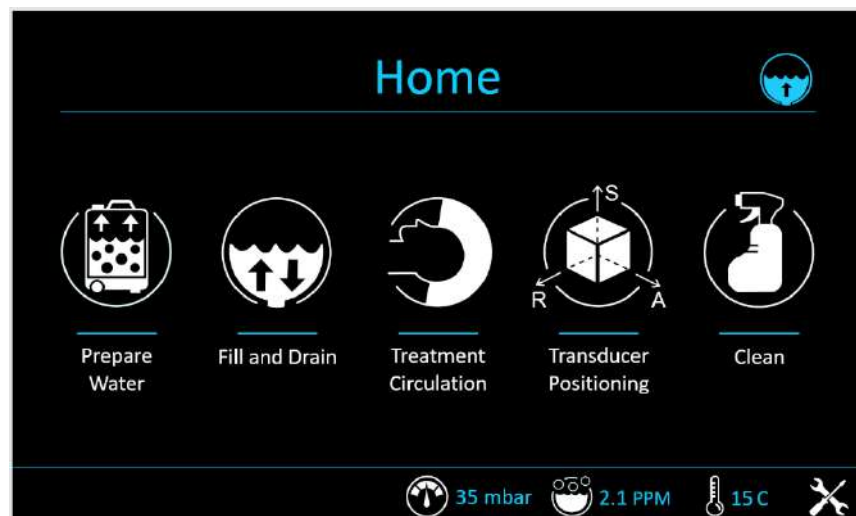 Home
S
R
A
Prepare
Water
Fill and Drain
Treatment
Circulation
Transducer
Positioning
Clean
35 mbar
2.1 PPM
15 C